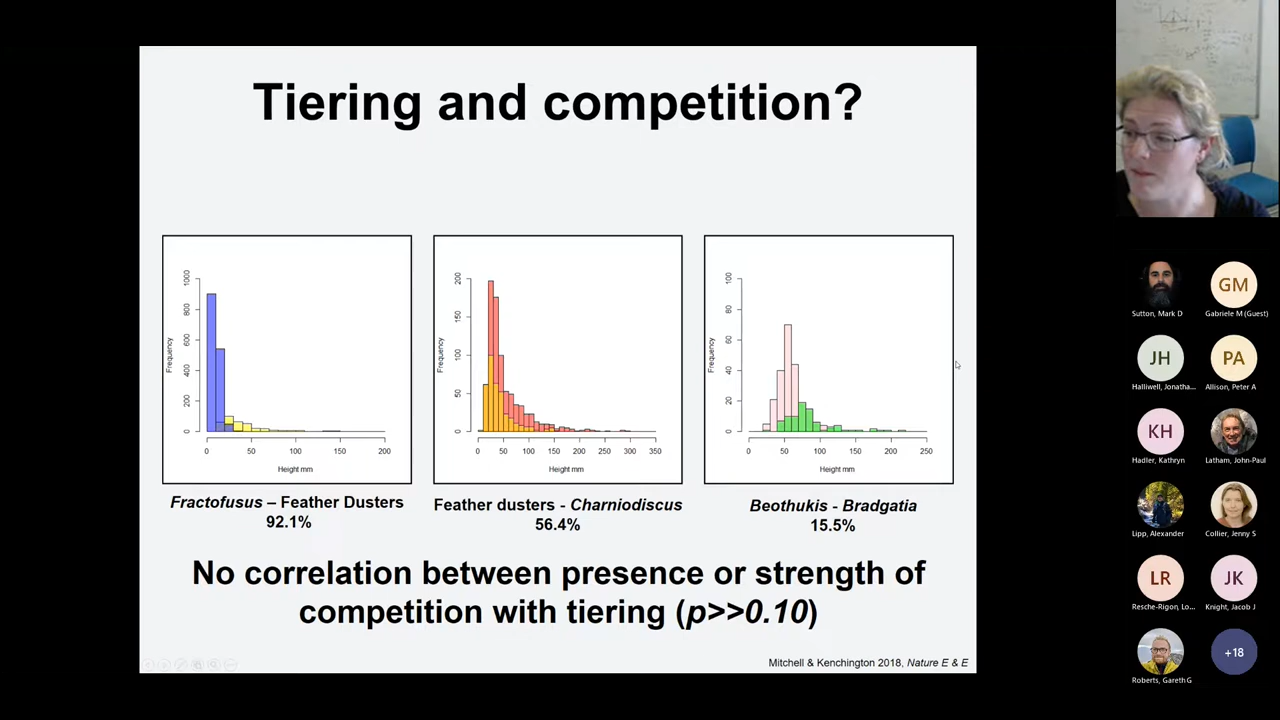 Tiering and competition?
1000
800
600
400
200
0
Frequency
0 50 100 150 200
Height mm
200
150
100
50
0
Frequency
0 50 100 150 200 250 300 350
Height mm
100
80
60
40
20
0
Frequency
0 50 100 150 200 250
Height mm
Fractofusus – Feather Dusters
92.1%
Feather dusters - Charniodiscus
56.4%
Beothukis - Bradgatia
15.5%
No correlation between presence or strength of
competition with tiering (p>>0.10)
Mitchell & Kenchington 2018, Nature E & E
Sutton, Mark D
GM
Gabriele M (Guest)
JH
Halliwell, Jonatha...
PA
Allison, Peter A
KH
Hadler, Kathryn
Latham, John-Paul
Lipp, Alexander
Collier, Jenny S
LR
Resche-Rigon, Lo...
JK
Knight, Jacob J
Roberts, Gareth G
+18